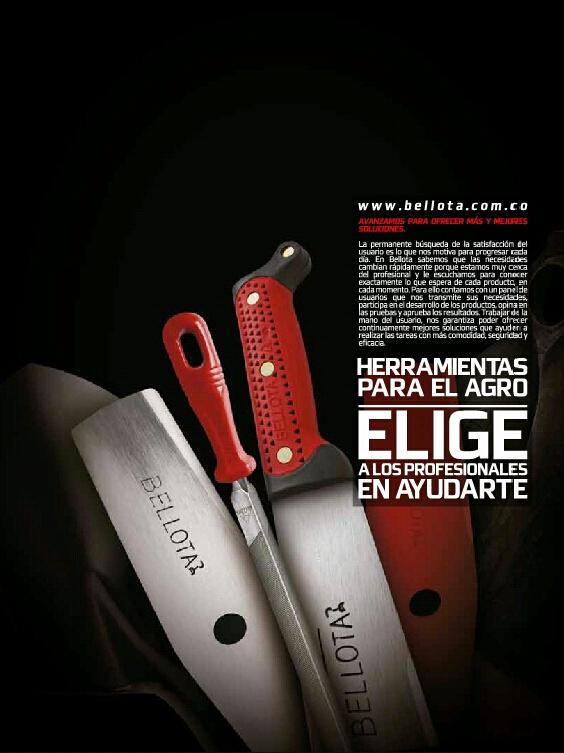 www.bellota.com.co
AVANZAMOS PARA OFRECER MÁS Y MEJORES
SOLUCIONES.
La permanente búsqueda de la satisfacción del
usuario es lo que nos motiva para progresar cada
día. En Bellota sabemos que las necesidades
cambian rápidamente porque estamos muy cerca
del profesional y le escuchamos para conocer
exactamente lo que espera de cada producto, en
cada momento. Para ello contamos con un panel de
usuarios que nos transmite sus necesidades,
participa en el desarrollo de los productos, opina en
las pruebas y aprueba los resultados. Trabajar de la
mano del usuario, nos garantiza poder ofrecer
continuamente mejores soluciones que ayuden a
realizar las tareas con más comodidad, seguridad y
eficacia.
HERRAMIENTAS
PARA EL AGRO
ELIGE
A LOS PROFESIONALES
EN AYUDARTE
BELLOTA
BELLOTA
BELLOTA